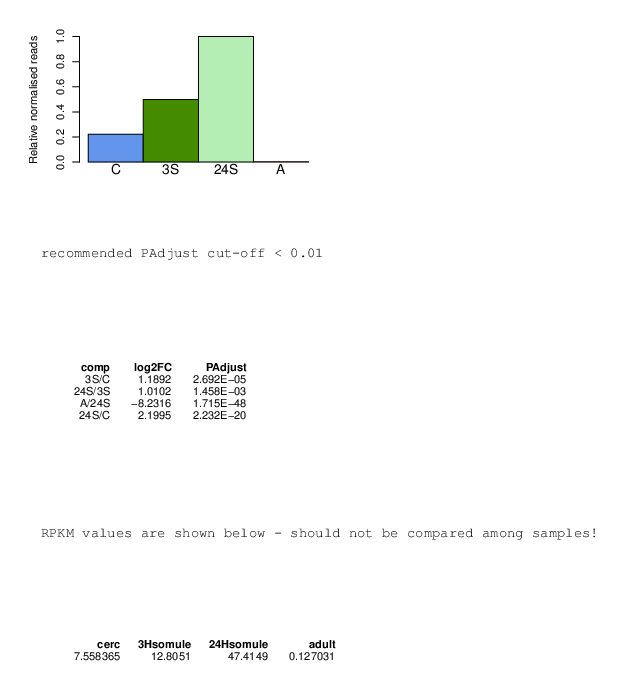 Relative normalised reads
1.0
0.8
0.6
0.4
0.2
0.0
C 3S 24S A
recommended PAdjust cut-off < 0.01
comp log2FC PAdjust
3S/C 1.1892 2.692E−05
24S/3S 1.0102 1.458E−03
A/24S −8.2316 1.715E−48
24S/C 2.1995 2.232E−20
RPKM values are shown below - should not be compared among samples!
cerc 3Hsomule 24Hsomule adult
7.558365 12.8051 47.4149 0.127031